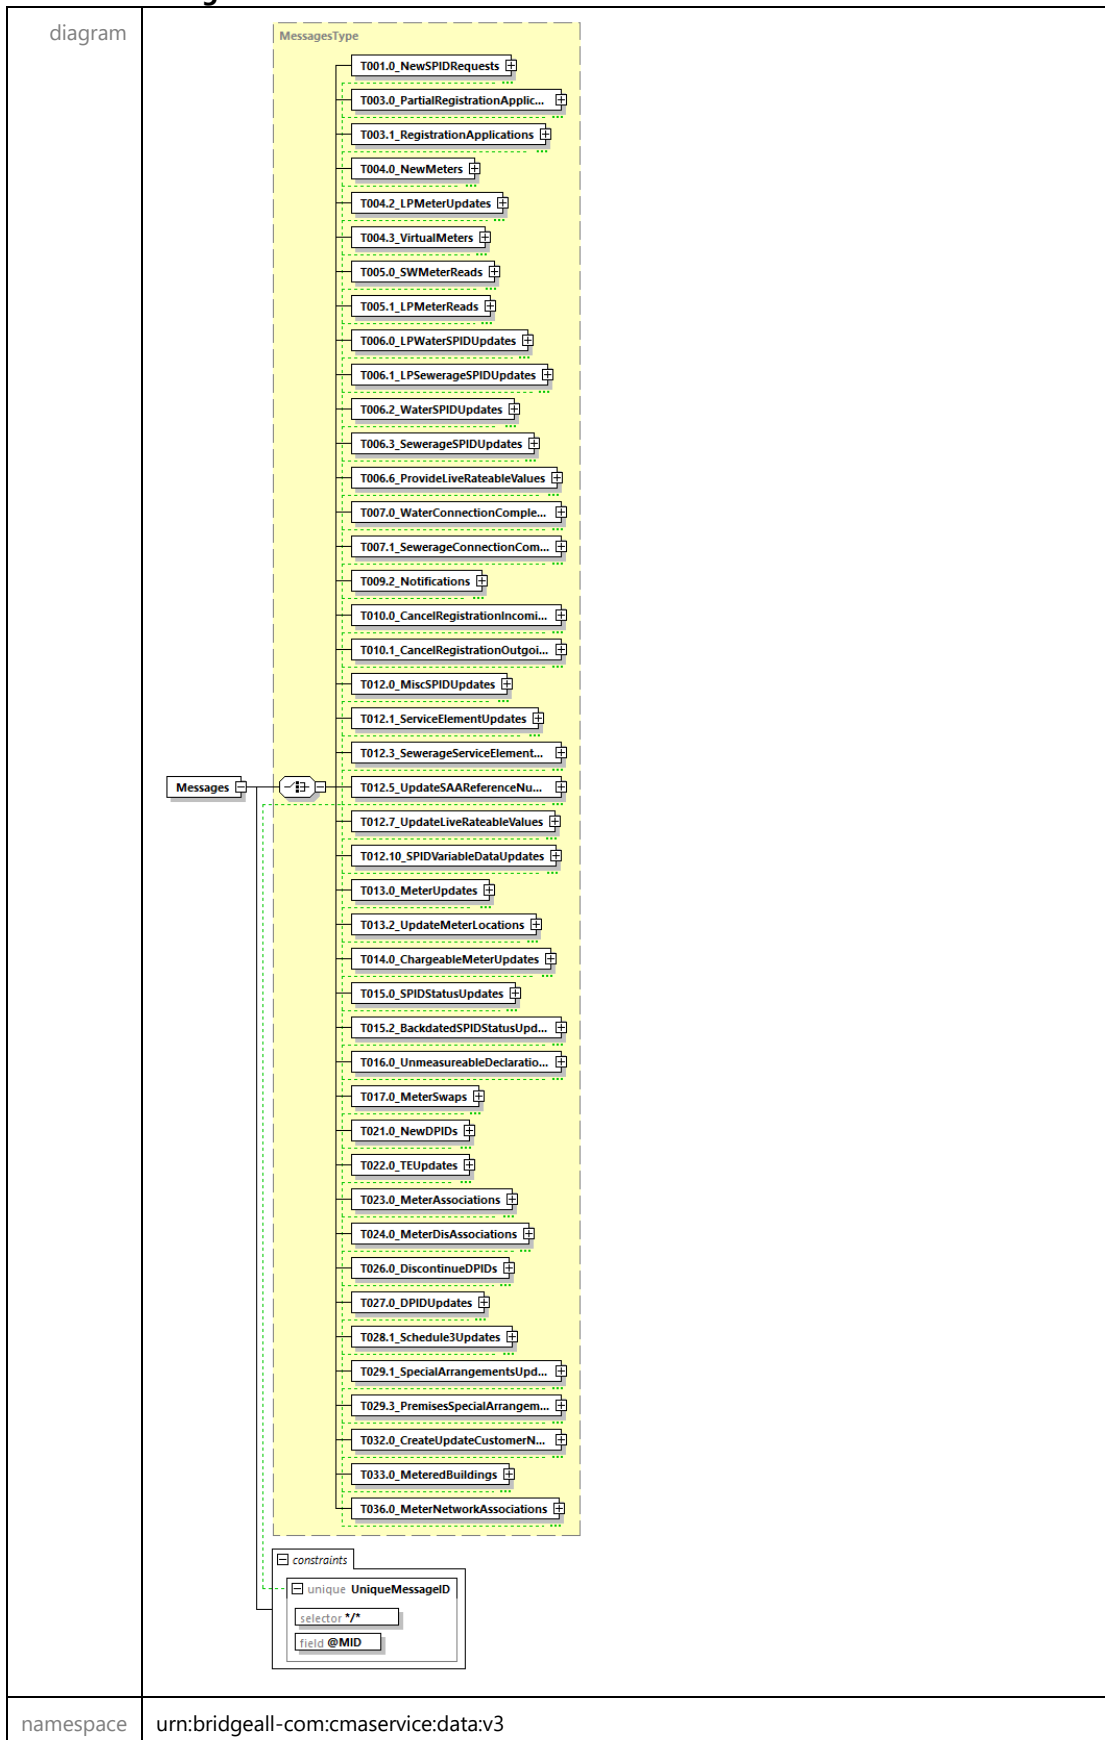 diagram
MessagesType
T001.0_NewSPIDRequests
T003.0_PartialRegistrationApplic...
T003.1_RegistrationApplications
T004.0_NewMeters
T004.2_LPMeterUpdates
T004.3_VirtualMeters
T005.0_SWMeterReads
T005.1_LPMeterReads
T006.0_LPWaterSPIDUpdates
T006.1_LPSewerageSPIDUpdates
T006.2_WaterSPIDUpdates
T006.3_SewerageSPIDUpdates
T006.6_ProvideLiveRateableValues
T007.0_WaterConnectionComple...
T007.1_SewerageConnectionCom...
T009.2_Notifications
T010.0_CancelRegistrationIncomi...
T010.1_CancelRegistrationOutgoi...
T012.0_MiscSPIDUpdates
T012.1_ServiceElementUpdates
T012.3_SewerageServiceElement...
Messages
T012.5_UpdateSAAReferenceNu...
T012.7_UpdateLiveRateableValues
T012.10_SPIDVariableDataUpdates
T013.0_MeterUpdates
T013.2_UpdateMeterLocations
T014.0_ChargeableMeterUpdates
T015.0_SPIDStatusUpdates
T015.2_BackdatedSPIDStatusUpd...
T016.0_UnmeasureableDeclaratio...
T017.0_MeterSwaps
T021.0_NewDPIDs
T022.0_TEUpdates
T023.0_MeterAssociations
T024.0_MeterDisAssociations
T026.0_DiscontinueDPIDs
T027.0_DPIDUpdates
T028.1_Schedule3Updates
T029.1_SpecialArrangementsUpd...
T029.3_PremisesSpecialArrangem...
T032.0_CreateUpdateCustomerN...
T033.0_MeteredBuildings
T036.0_MeterNetworkAssociations
constraints
unique UniqueMessageID
selector */*
field @MID
namespace urn:bridgeall-com:cmaservice:data:v3